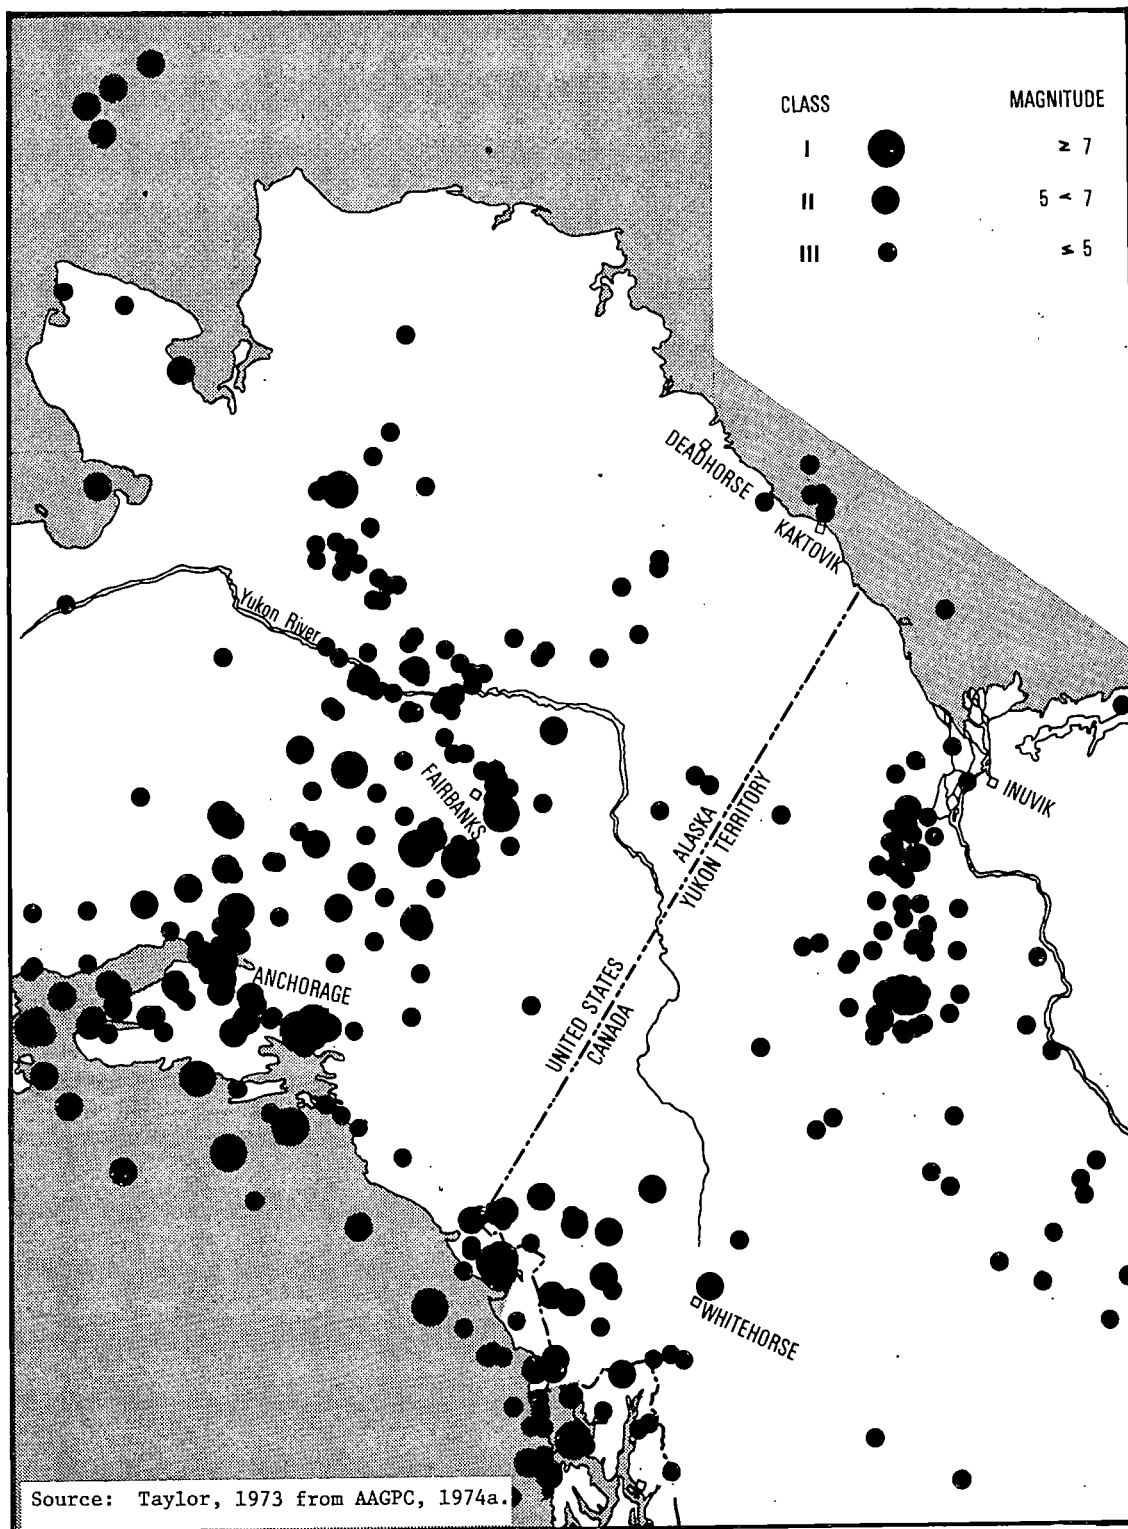 CLASS MAGNITUDE
I ≥ 7
II 5 < 7
III ≤ 5
DEADHORSE
KAKTOVIK
Yukon River
INUVIK
FAIRBANKS
ALASKA
YUKON TERRITORY
ANCHORAGE
UNITED STATES
CANADA
WHITEHORSE
Source: Taylor, 1973 from AAGPC, 1974a.